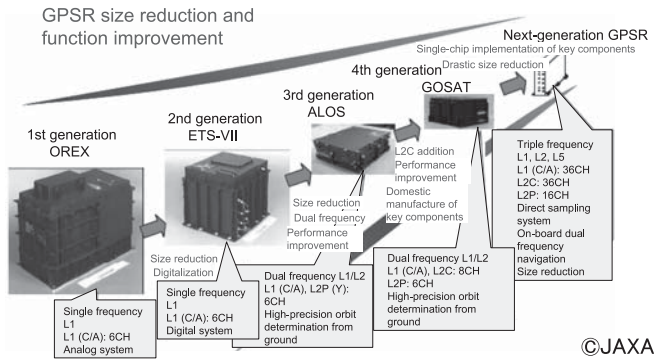 GPSR size reduction and
function improvement
1st generation
OREX
2nd generation
ETS-VII
3rd generation
ALOS
4th generation
GOSAT
Next-generation GPSR
Single-chip implementation of key components
Drastic size reduction
Size reduction
Digitalization
Size reduction
Dual frequency
Performance
improvement
L2C addition
Performance
improvement
Domestic
manufacture of
key components
Single frequency
L1
L1 (C/A): 6CH
Analog system
Single frequency
L1
L1 (C/A): 6CH
Digital system
Dual frequency L1/L2
L1 (C/A), L2P (Y):
6CH
High-precision orbit
determination from
ground
Dual frequency L1/L2
L1 (C/A), L2C: 8CH
L2P: 6CH
High-precision orbit
determination from
ground
Triple frequency
L1, L2, L5
L1 (C/A): 36CH
L2C: 36CH
L2P: 16CH
Direct sampling
system
On-board dual
frequency
navigation
Size reduction
©JAXA